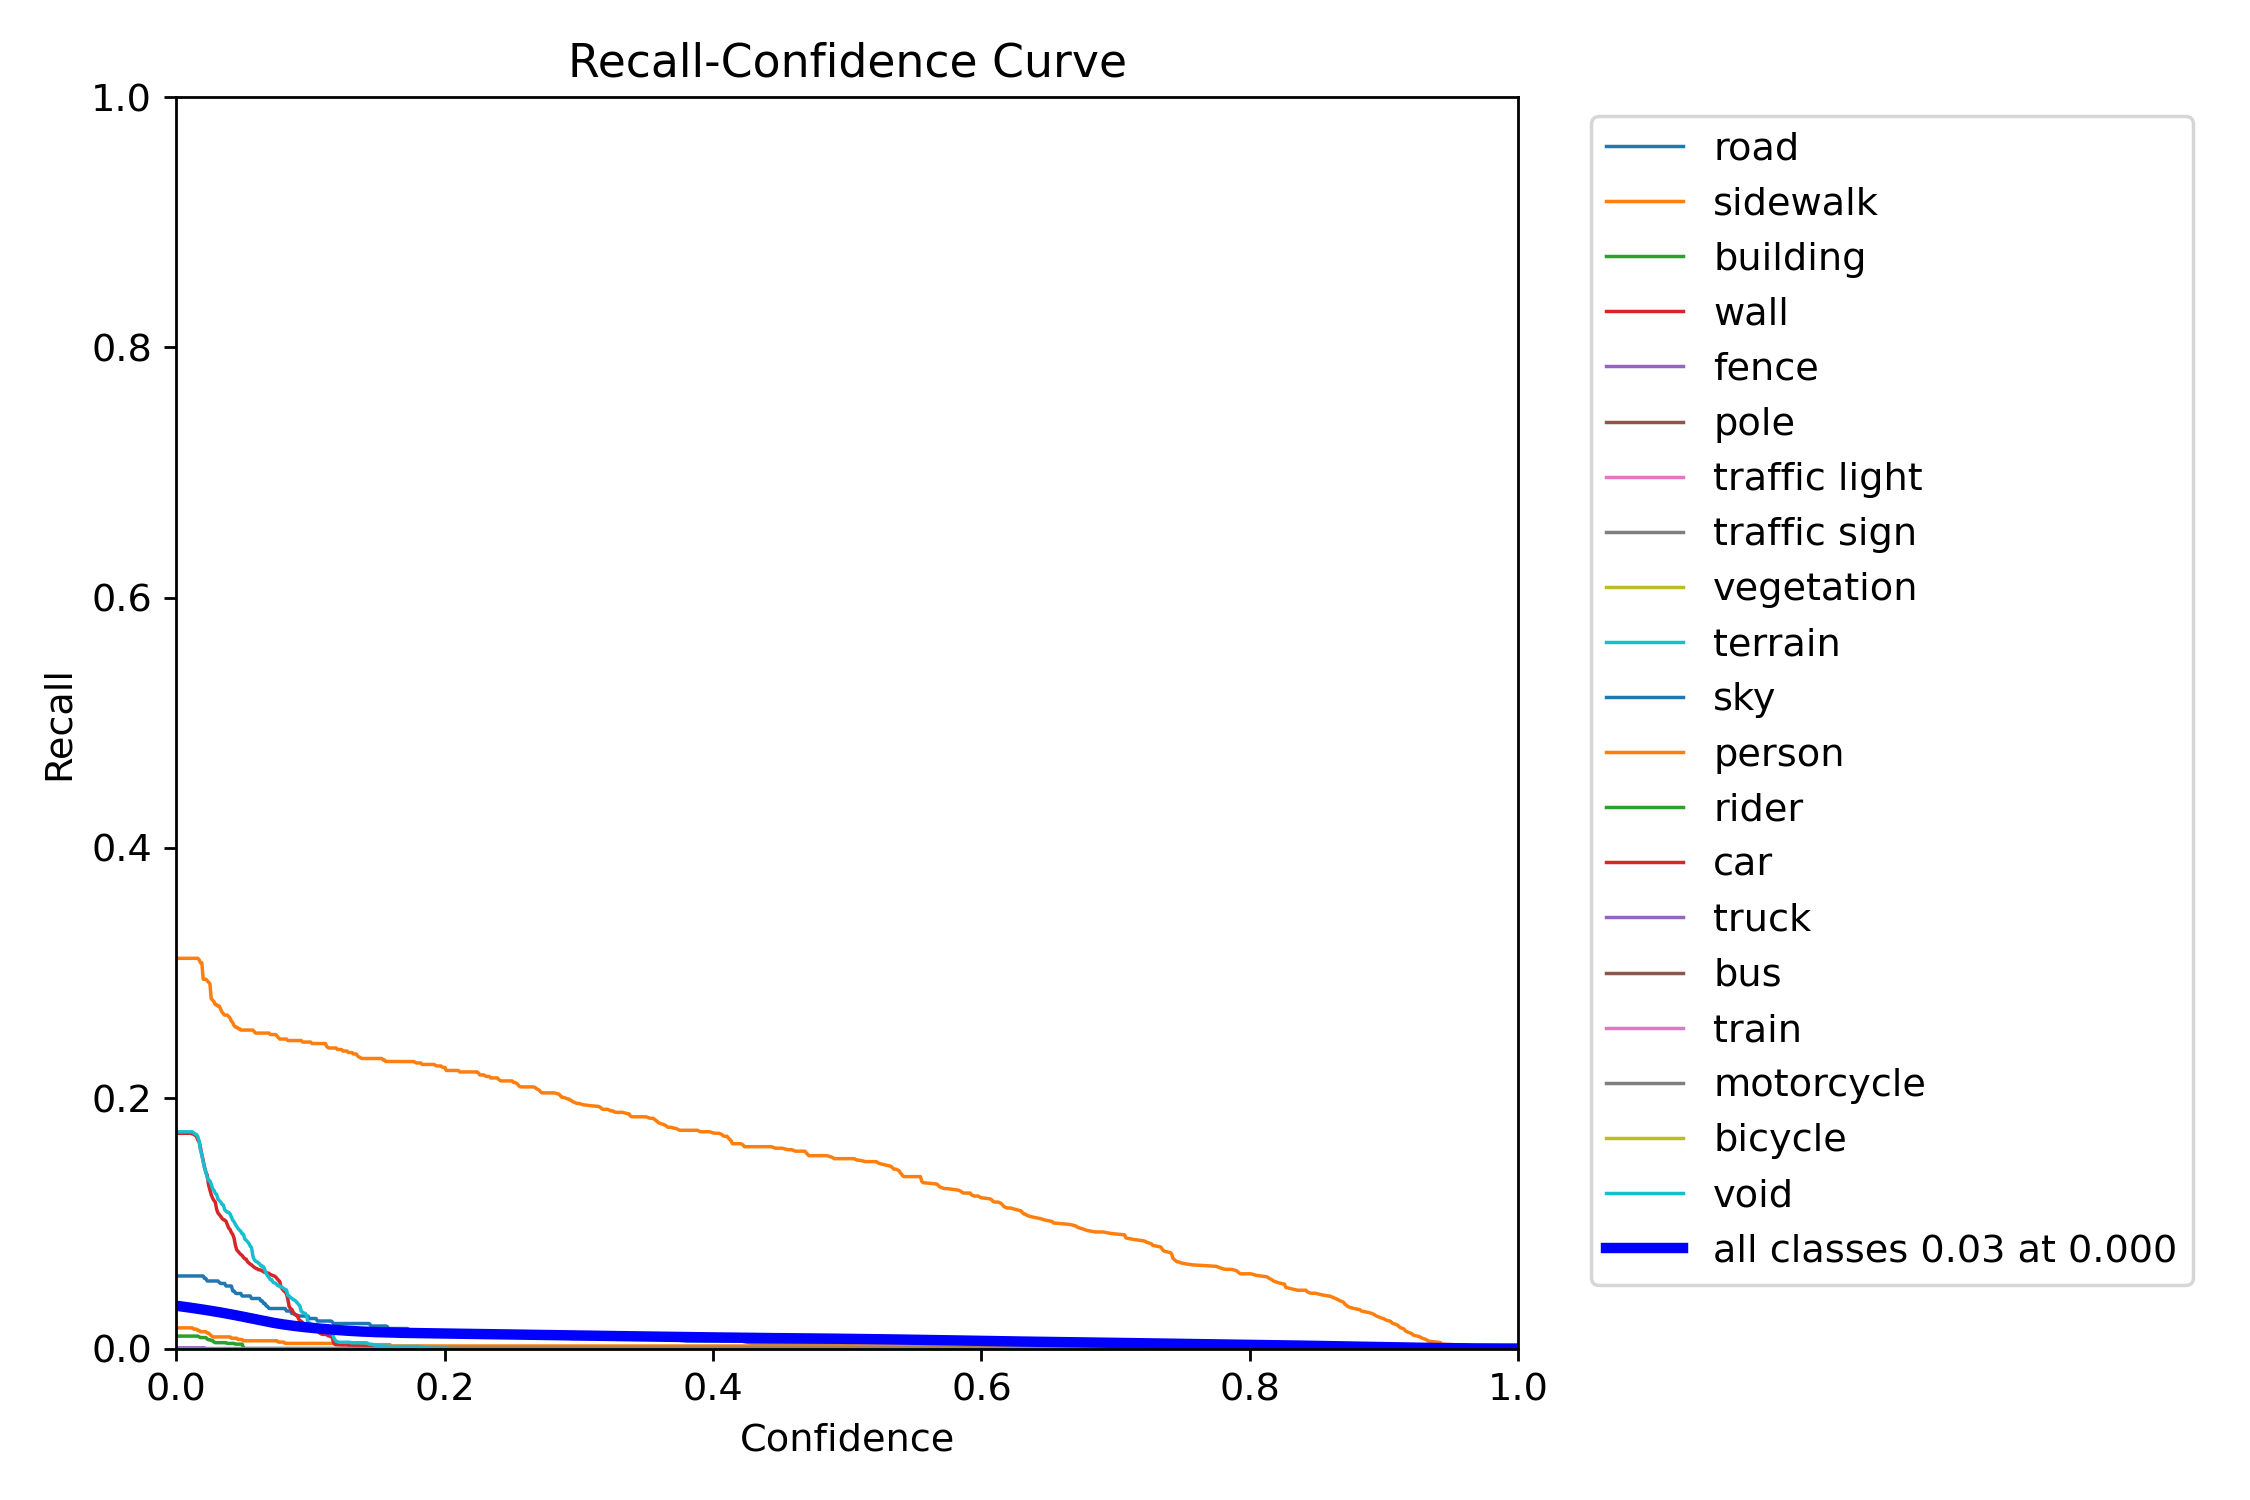 Recall-Confidence Curve
1.0
0.8
0.6
0.4
0.2
0.0
Recall
0.0 0.2 0.4 0.6 0.8 1.0
Confidence
road
sidewalk
building
wall
fence
pole
traffic light
traffic sign
vegetation
terrain
sky
person
rider
car
truck
bus
train
motorcycle
bicycle
void
all classes 0.03 at 0.000